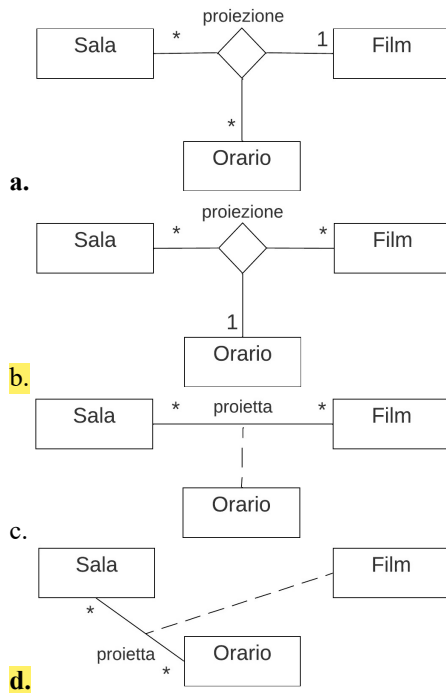 proiezione
Sala * 1 Film
*
Orario
a.
proiezione
Sala * * Film
1
Orario
b.
Sala * proietta * Film
Orario
c.
Sala Film
*
proietta * Orario
d.